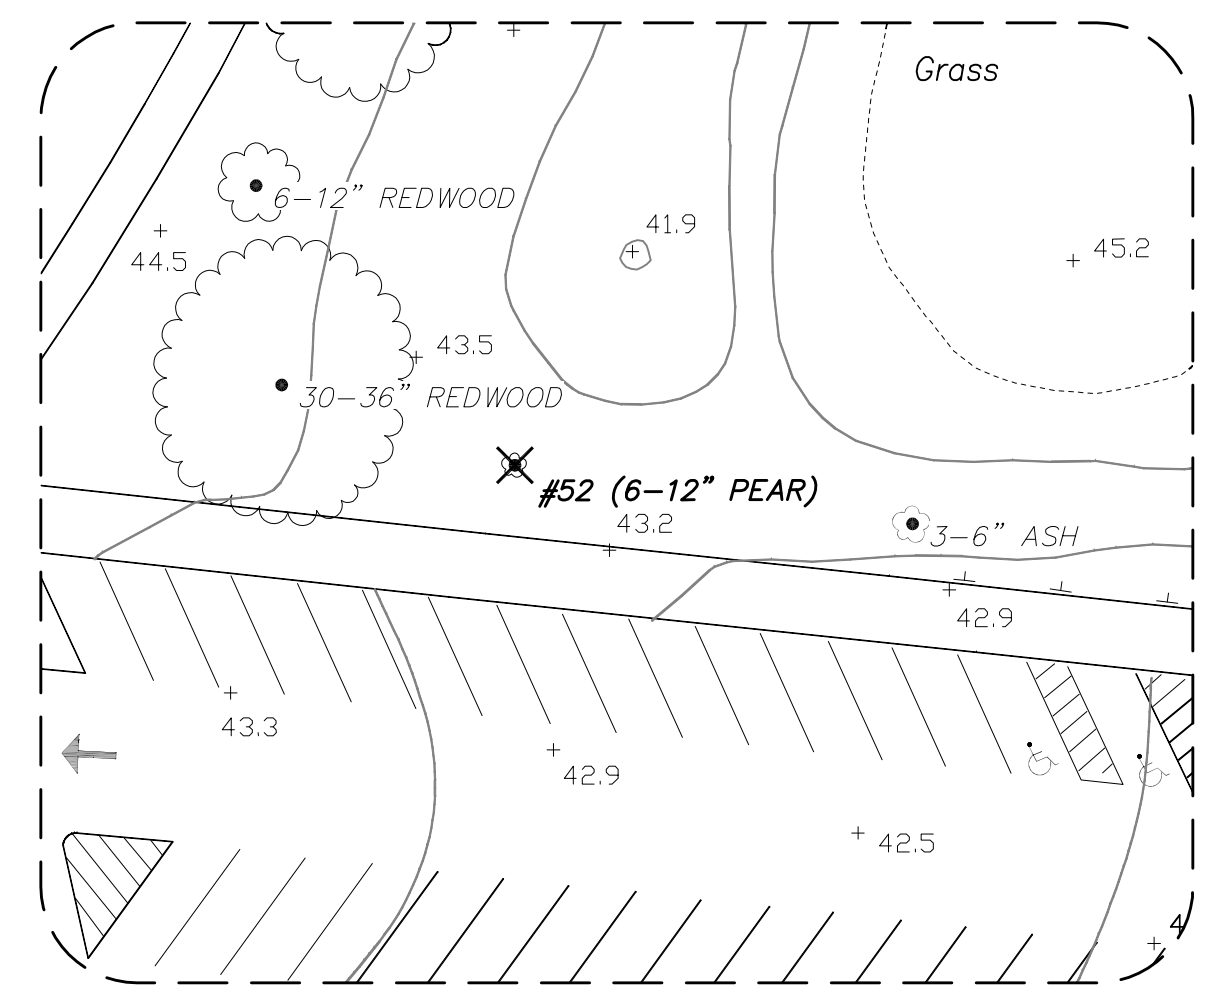 Grass
6-12" REDWOOD
41.9
45.2
44.5
43.5
30-36" REDWOOD
#52 (6-12" PEAR)
43.2
3-6" ASH
42.9
43.3
42.9
42.5
4